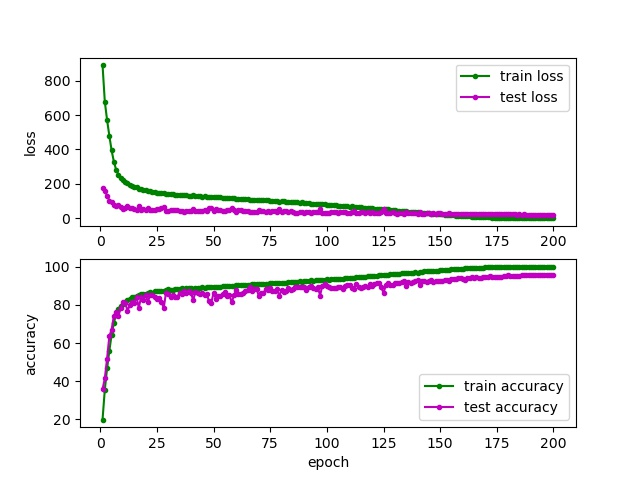 800
600
400
200
0
loss
train loss
test loss
0 25 50 75 100 125 150 175 200
100
80
60
40
20
accuracy
train accuracy
test accuracy
0 25 50 75 100 125 150 175 200
epoch